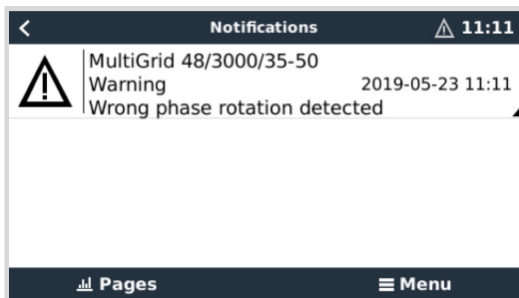 Notifications 11:11
MultiGrid 48/3000/35-50
Warning 2019-05-23 11:11
Wrong phase rotation detected
Pages Menu